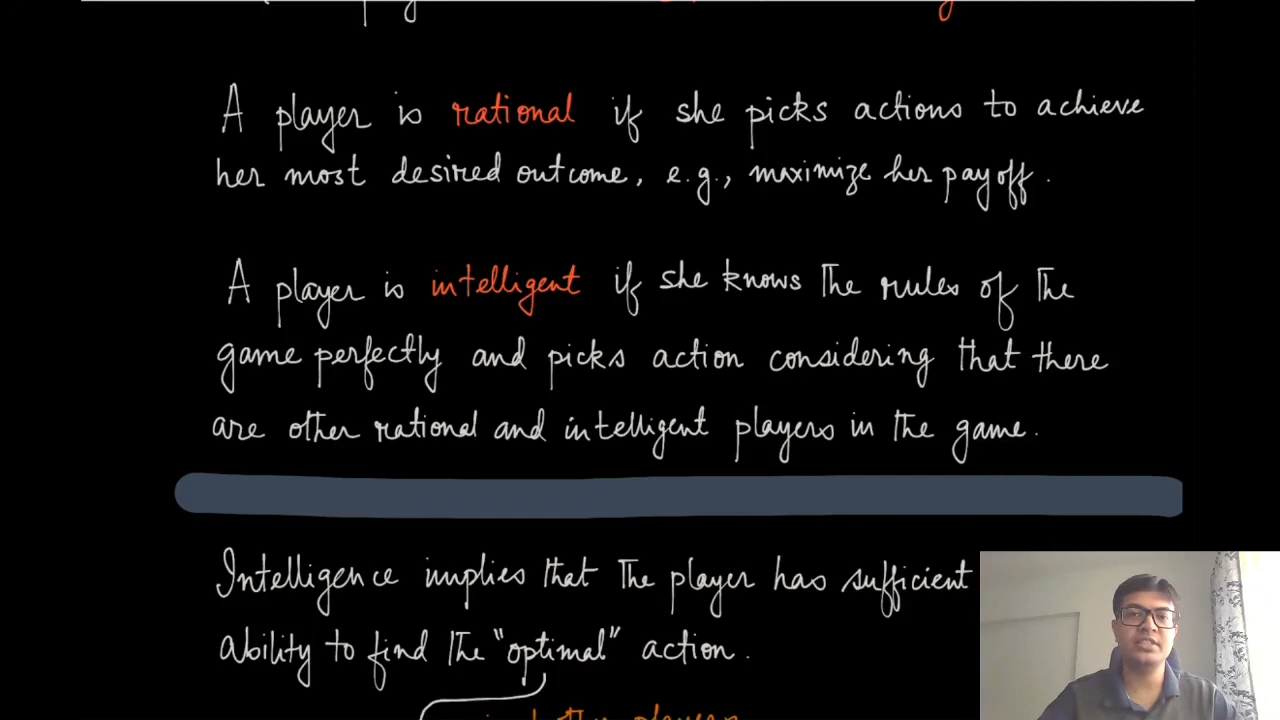 A player is rational if she picks actions to achieve
her most desired outcome, e.g., maximize her payoff.
A player is intelligent if she knows the rules of the
game perfectly and picks action considering that there
are other rational and intelligent players in the game.
Intelligence implies that the player has sufficient
ability to find the "optimal" action.
players